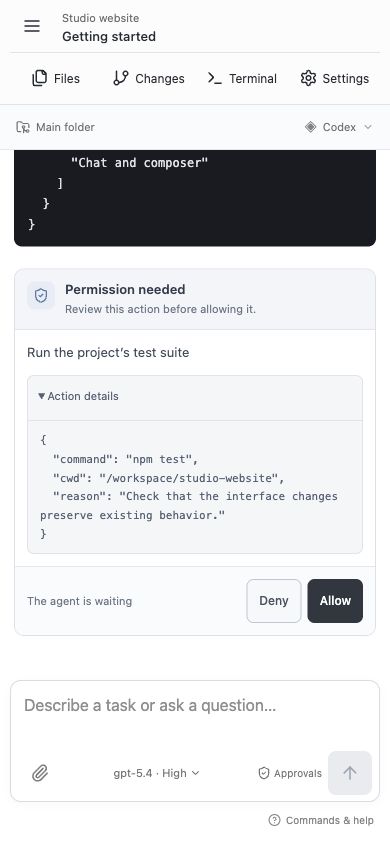 Studio website
Getting started
Files
Changes
Terminal
Settings
Main folder
Codex
"Chat and composer"
]
}
}
Permission needed
Review this action before allowing it.
Run the project's test suite
▼ Action details
{
"command": "npm test",
"cwd": "/workspace/studio-website",
"reason": "Check that the interface changes
preserve existing behavior."
}
The agent is waiting
Deny
Allow
Describe a task or ask a question...
gpt-5.4 · High
Approvals
Commands & help